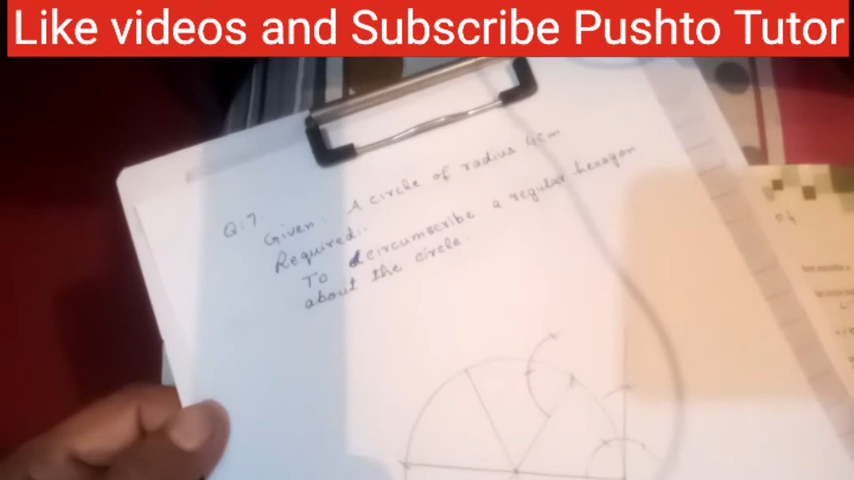 Like videos and Subscribe Pushto Tutor
Q.7.
Given: A circle of radius 4cm
Required:.
To circumscribe a regular hexagon
about the circle.
04